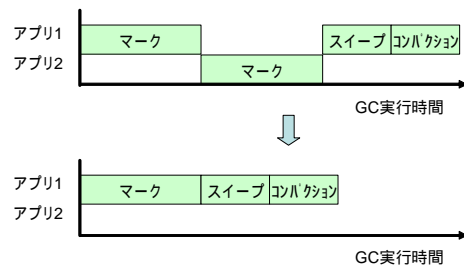 アプリ1
マーク
スイープ
コンパクション
アプリ2
マーク
GC実行時間
アプリ1
マーク
スイープ
コンパクション
アプリ2
GC実行時間